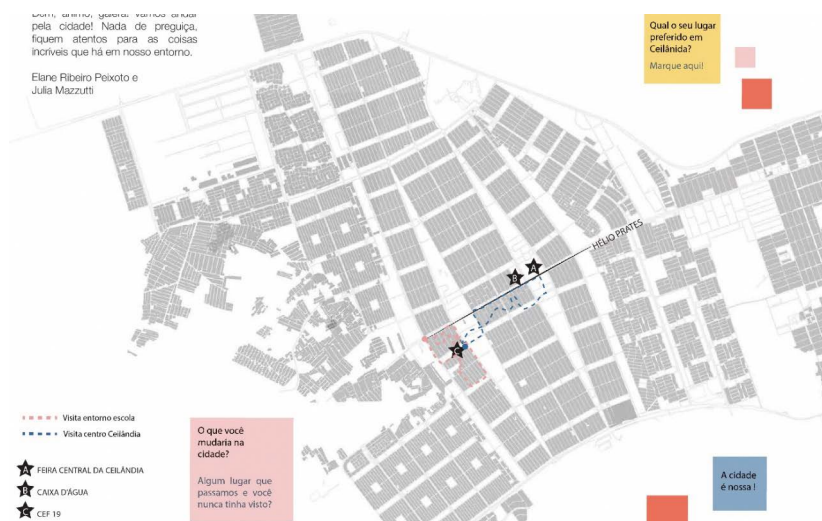 Bom, ânimo, galera! Vamos andar
pela cidade! Nada de preguiça,
fiquem atentos para as coisas
incríveis que há em nosso entorno.
Elane Ribeiro Peixoto e
Julia Mazzutti
Qual o seu lugar
preferido em
Ceilânida?
Marque aqui!
HÉLIO PRATES
A
B
C
Visita entorno escola
Visita centro Ceilândia
A FEIRA CENTRAL DA CEILÂNDIA
B CAIXA D'ÁGUA
C CEF 19
O que você
mudaria na
cidade?
Algum lugar que
passamos e você
nunca tinha visto?
A cidade
é nossa !